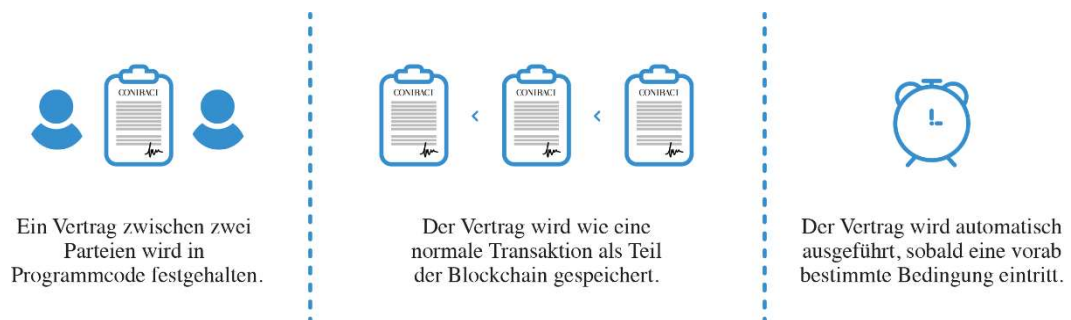 CONTRACT
Ein Vertrag zwischen zwei
Parteien wird in
Programmcode festgehalten.
CONTRACT
CONTRACT
CONTRACT
Der Vertrag wird wie eine
normale Transaktion als Teil
der Blockchain gespeichert.
Der Vertrag wird automatisch
ausgeführt, sobald eine vorab
bestimmte Bedingung eintritt.